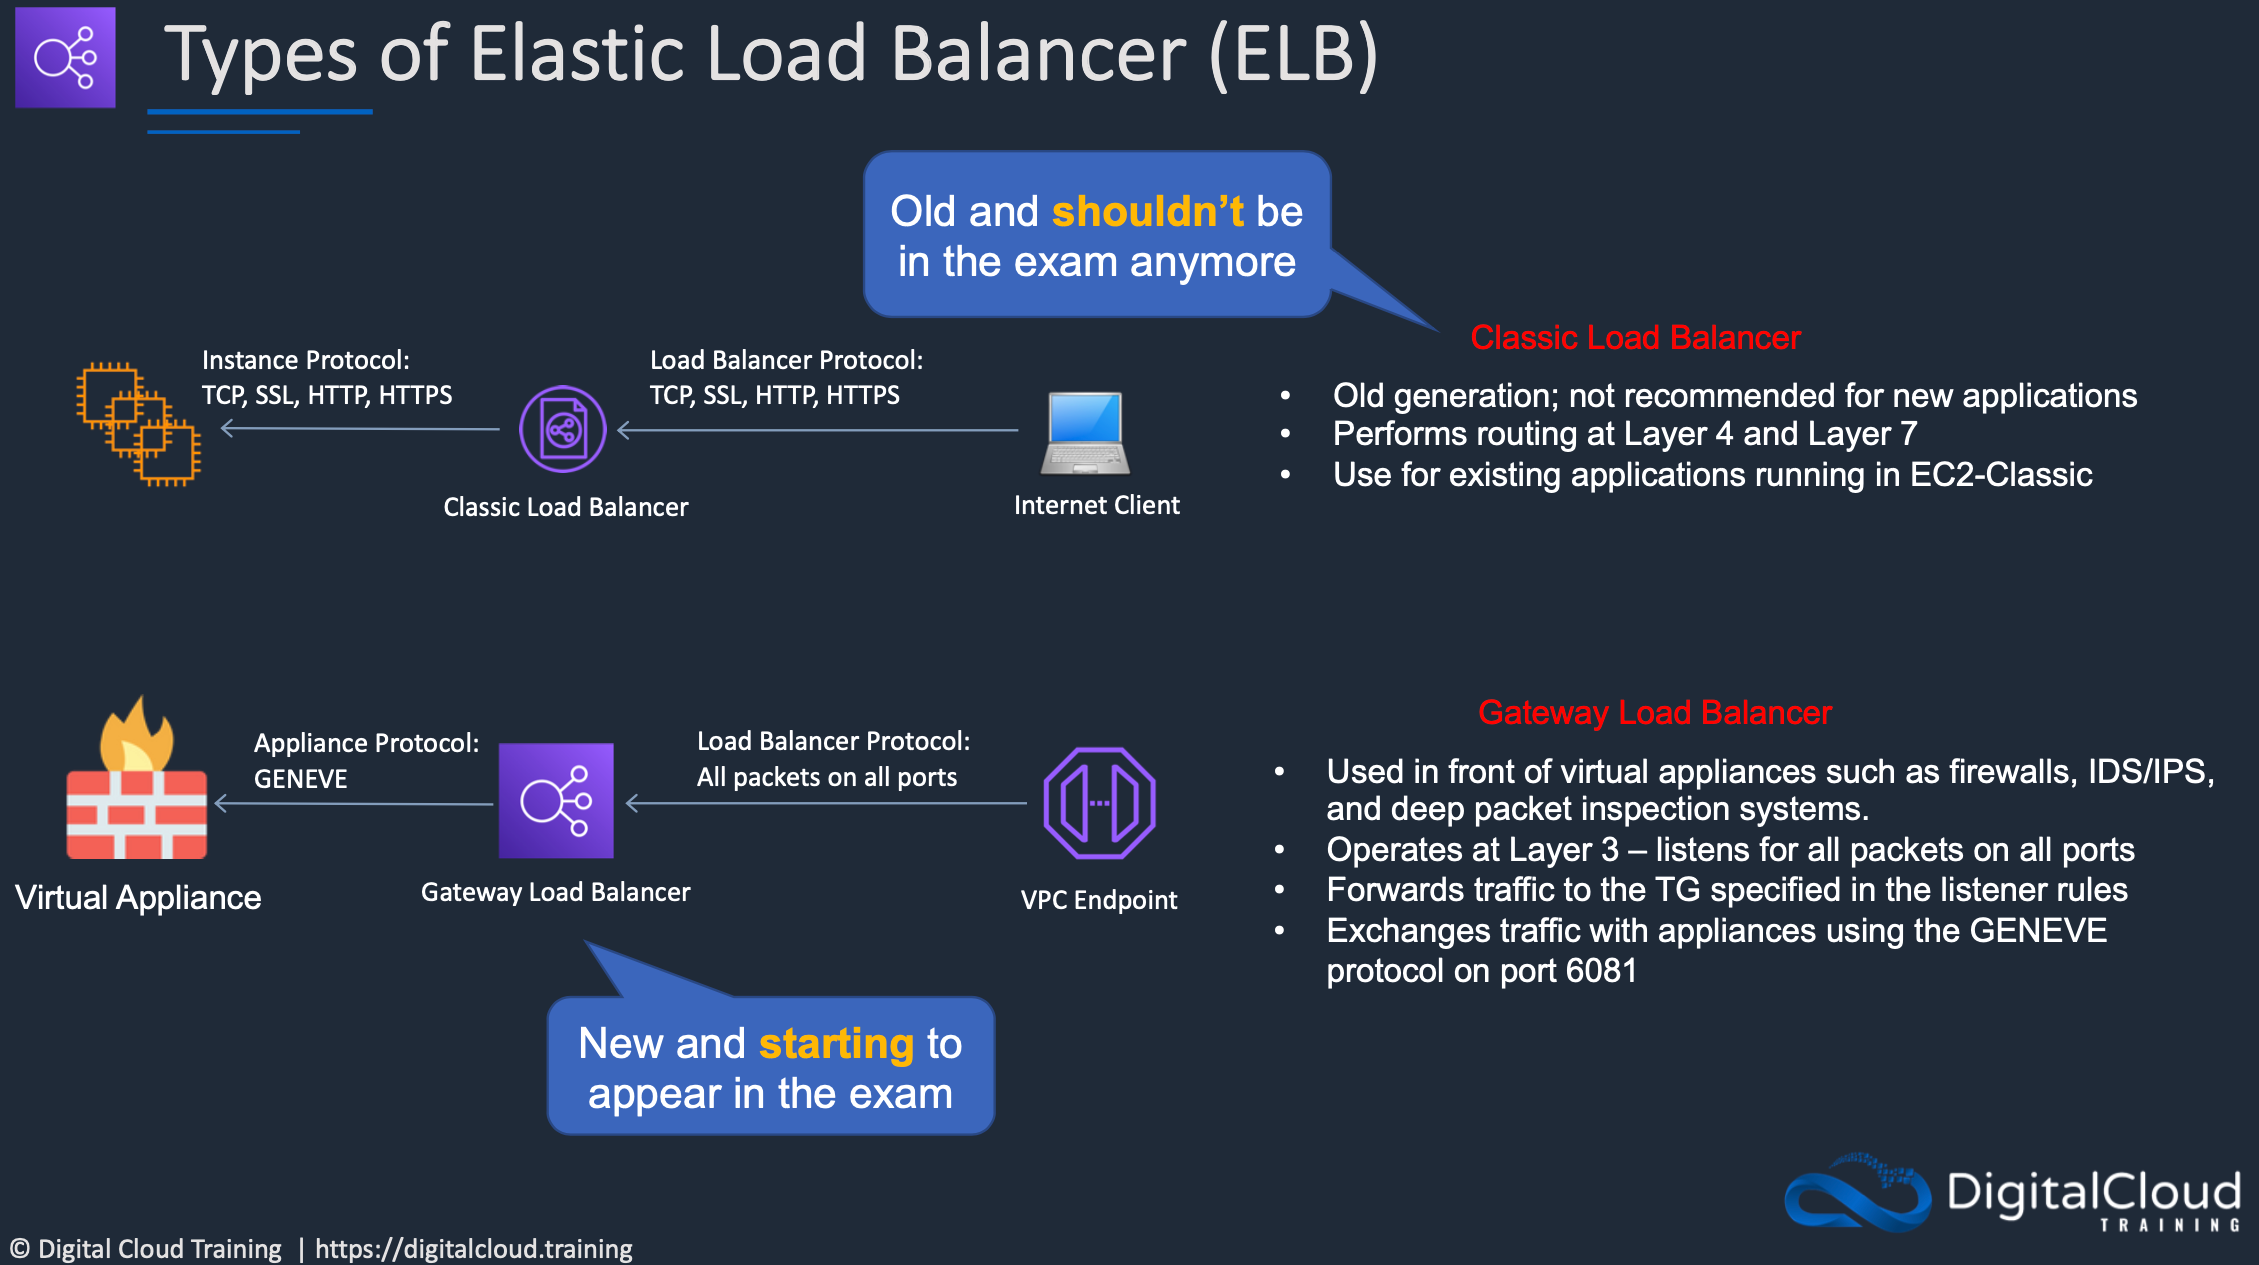 Types of Elastic Load Balancer (ELB)
Old and shouldn’t be
in the exam anymore
Instance Protocol:
TCP, SSL, HTTP, HTTPS
Load Balancer Protocol:
TCP, SSL, HTTP, HTTPS
Classic Load Balancer
Internet Client
Classic Load Balancer
• Old generation; not recommended for new applications
• Performs routing at Layer 4 and Layer 7
• Use for existing applications running in EC2-Classic
Appliance Protocol:
GENEVE
Load Balancer Protocol:
All packets on all ports
Virtual Appliance
Gateway Load Balancer
VPC Endpoint
Gateway Load Balancer
• Used in front of virtual appliances such as firewalls, IDS/IPS,
and deep packet inspection systems.
• Operates at Layer 3 – listens for all packets on all ports
• Forwards traffic to the TG specified in the listener rules
• Exchanges traffic with appliances using the GENEVE
protocol on port 6081
New and starting to
appear in the exam
DigitalCloud
TRAINING
© Digital Cloud Training | https://digitalcloud.training